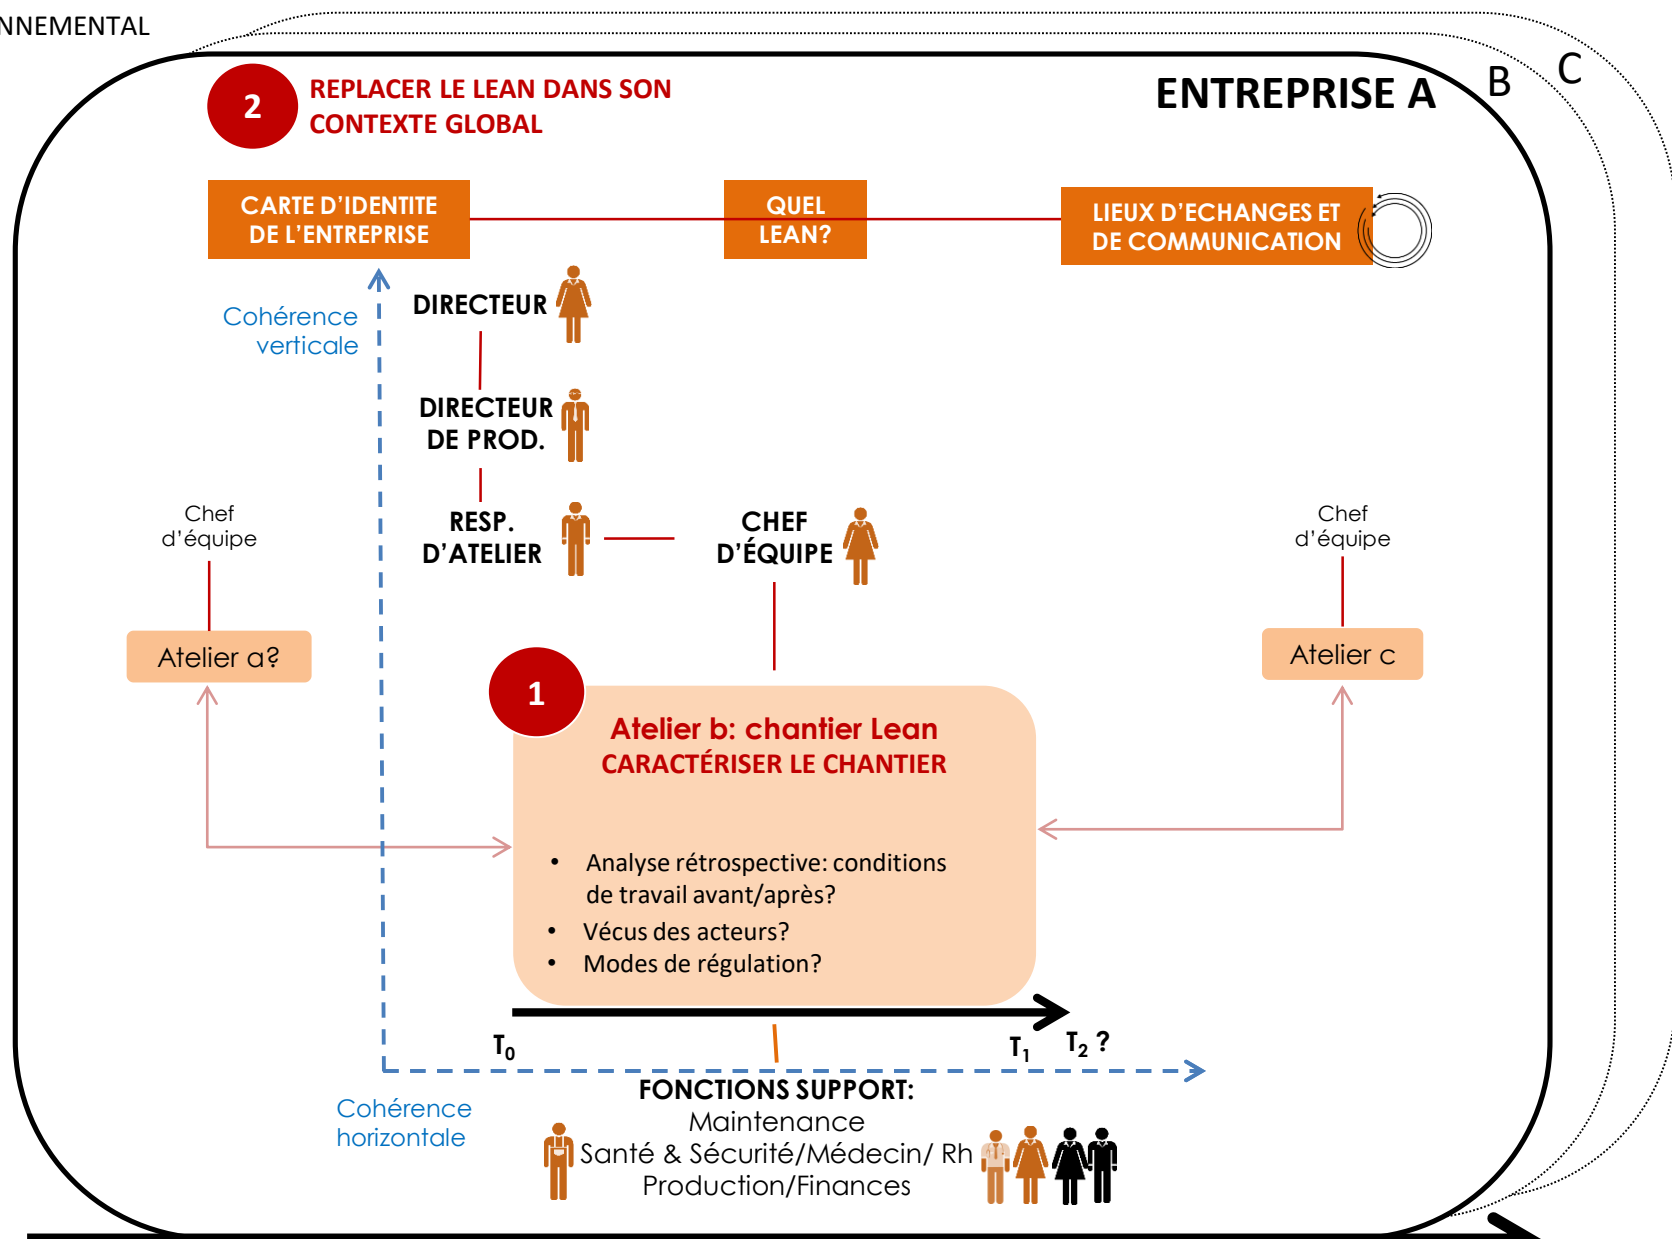 NNEMENTAL
2
REPLACER LE LEAN DANS SON
CONTEXTE GLOBAL
ENTREPRISE A
B
C
CARTE D'IDENTITE
DE L'ENTREPRISE
QUEL
LEAN?
LIEUX D'ECHANGES ET
DE COMMUNICATION
Cohérence
verticale
DIRECTEUR
DIRECTEUR
DE PROD.
RESP.
D'ATELIER
CHEF
D'ÉQUIPE
Chef
d'équipe
Chef
d'équipe
Atelier a?
Atelier c
1
Atelier b: chantier Lean
CARACTÉRISER LE CHANTIER
• Analyse rétrospective: conditions
de travail avant/après?
• Vécus des acteurs?
• Modes de régulation?
T0
T1
T2 ?
Cohérence
horizontale
FONCTIONS SUPPORT:
Maintenance
Santé & Sécurité/Médecin/ Rh
Production/Finances